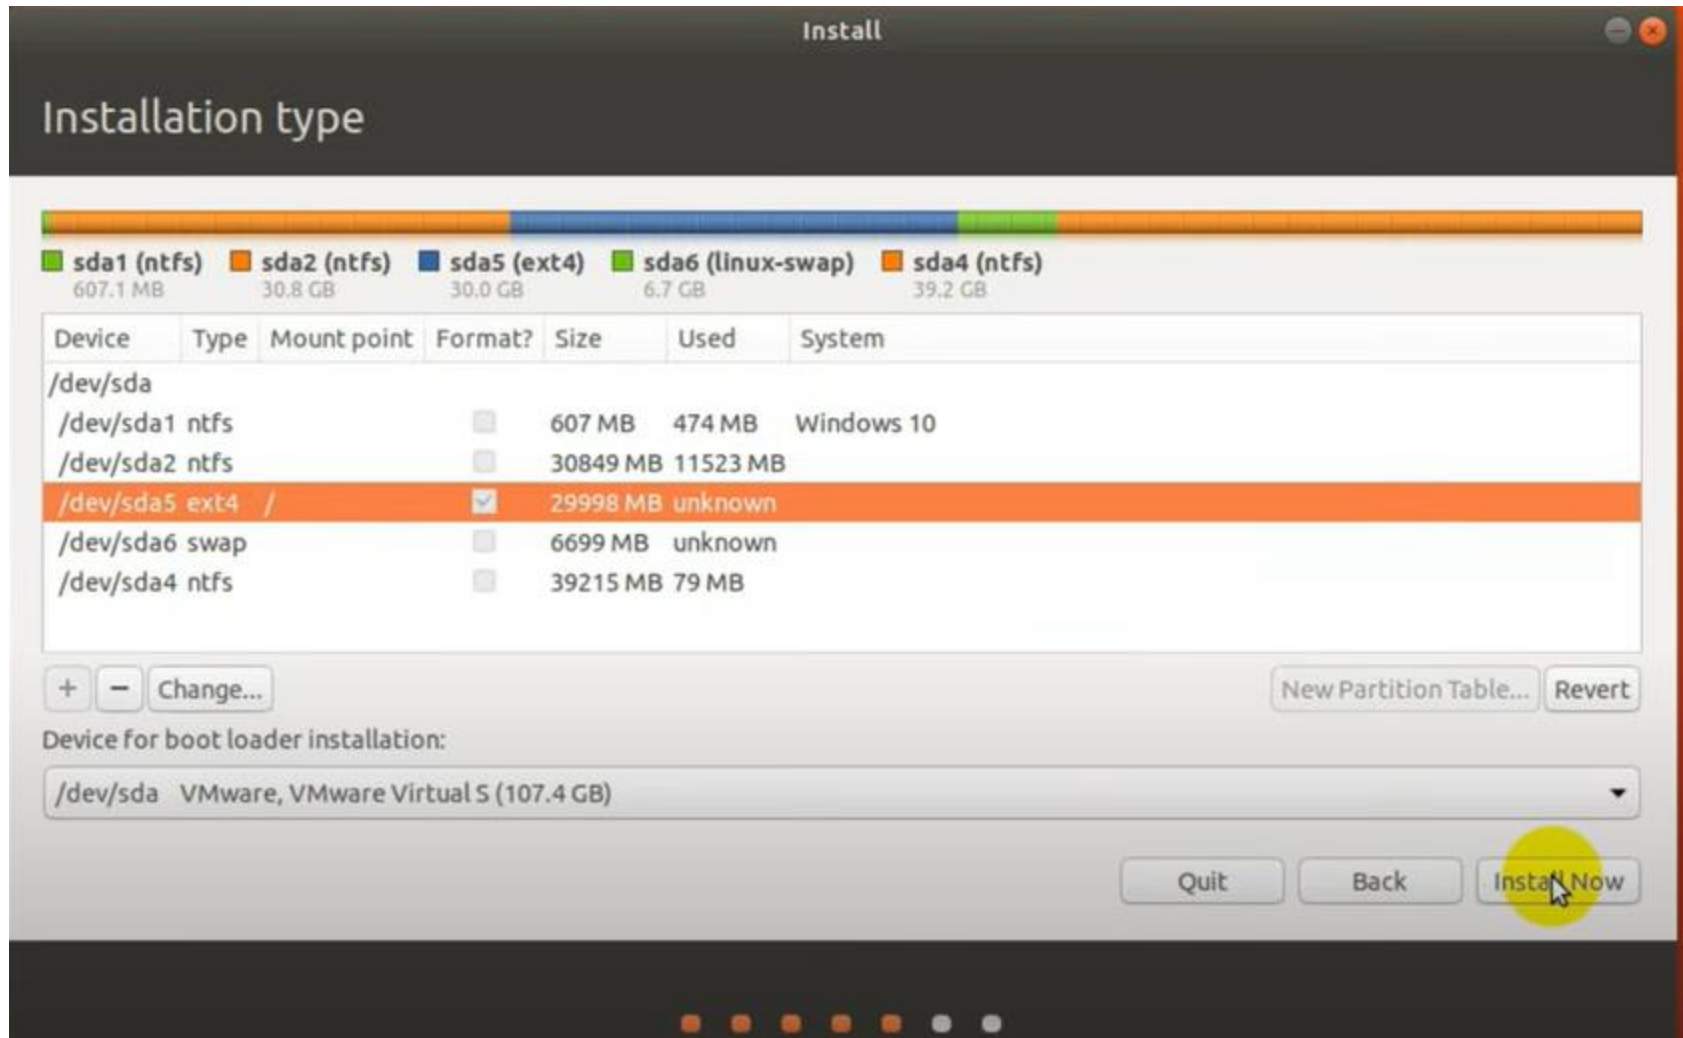 Install
Installation type
sda1 (ntfs) sda2 (ntfs) sda5 (ext4) sda6 (linux-swap) sda4 (ntfs)
607.1 MB 30.8 GB 30.0 GB 6.7 GB 39.2 GB
Device Type Mount point Format? Size Used System
/dev/sda
/dev/sda1 ntfs 607 MB 474 MB Windows 10
/dev/sda2 ntfs 30849 MB 11523 MB
/dev/sda5 ext4 / 29998 MB unknown
/dev/sda6 swap 6699 MB unknown
/dev/sda4 ntfs 39215 MB 79 MB
+ − Change... New Partition Table... Revert
Device for boot loader installation:
/dev/sda VMware, VMware Virtual S (107.4 GB)
Quit Back Install Now